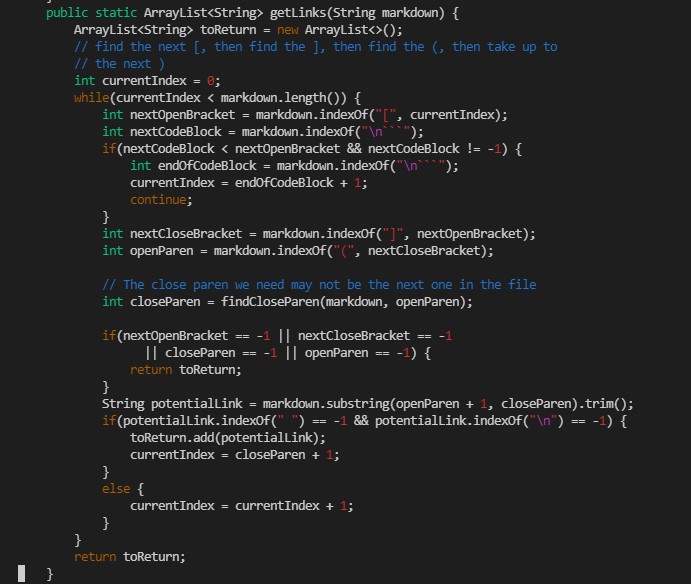 }
    public static ArrayList<String> getLinks(String markdown) {
        ArrayList<String> toReturn = new ArrayList<>();
        // find the next [, then find the ], then find the (, then take up to
        // the next )
        int currentIndex = 0;
        while(currentIndex < markdown.length()) {
            int nextOpenBracket = markdown.indexOf("[", currentIndex);
            int nextCodeBlock = markdown.indexOf("\n```");
            if(nextCodeBlock < nextOpenBracket && nextCodeBlock != -1) {
                int endOfCodeBlock = markdown.indexOf("\n```");
                currentIndex = endOfCodeBlock + 1;
                continue;
            }
            int nextCloseBracket = markdown.indexOf("]", nextOpenBracket);
            int openParen = markdown.indexOf("(", nextCloseBracket);

            // The close paren we need may not be the next one in the file
            int closeParen = findCloseParen(markdown, openParen);

            if(nextOpenBracket == -1 || nextCloseBracket == -1
                  || closeParen == -1 || openParen == -1) {
                return toReturn;
            }
            String potentialLink = markdown.substring(openParen + 1, closeParen).trim();
            if(potentialLink.indexOf(" ") == -1 && potentialLink.indexOf("\n") == -1) {
                toReturn.add(potentialLink);
                currentIndex = closeParen + 1;
            }
            else {
                currentIndex = currentIndex + 1;
            }
        }
        return toReturn;
    }